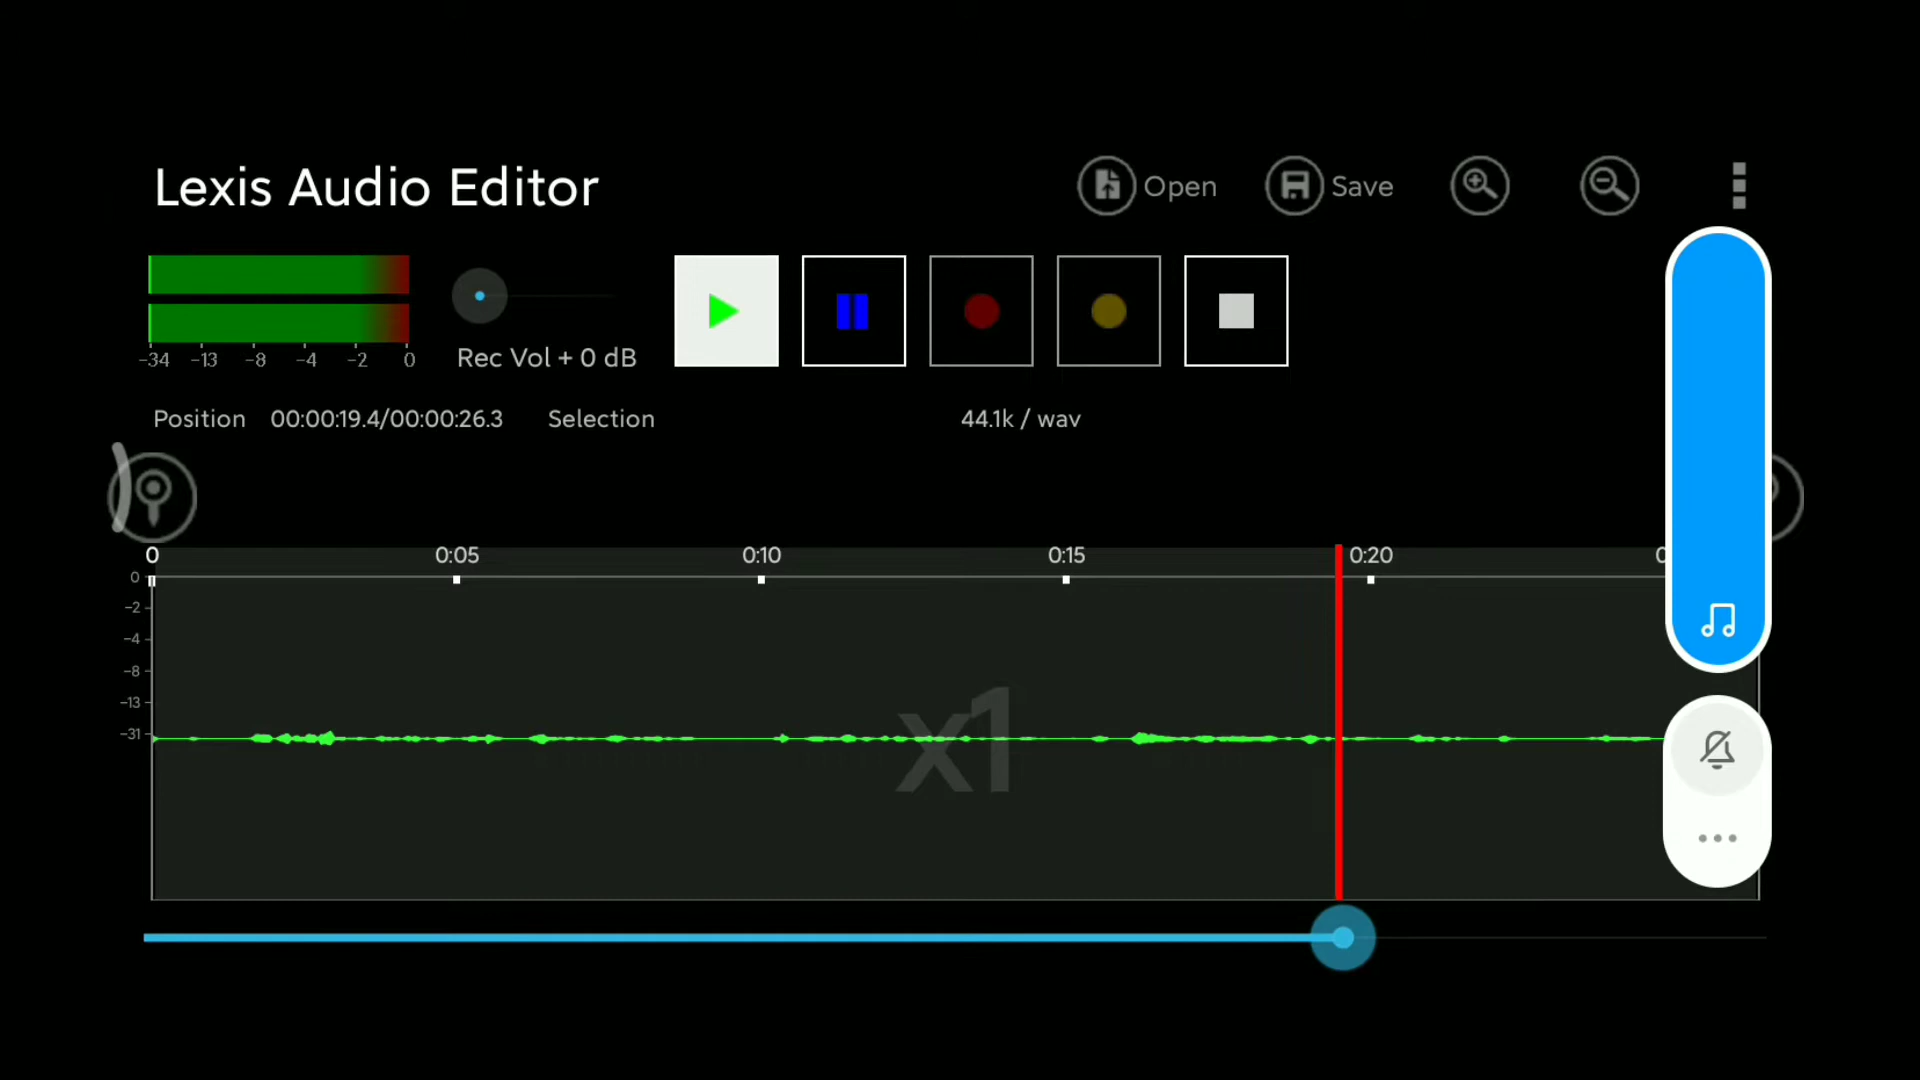 Lexis Audio Editor
Open
Save
-34 -13 -8 -4 -2 0
Rec Vol + 0 dB
Position 00:00:19.4/00:00:26.3 Selection 44.1k / wav
0 0:05 0:10 0:15 0:20
0
-2
-4
-8
-13
-31
x1